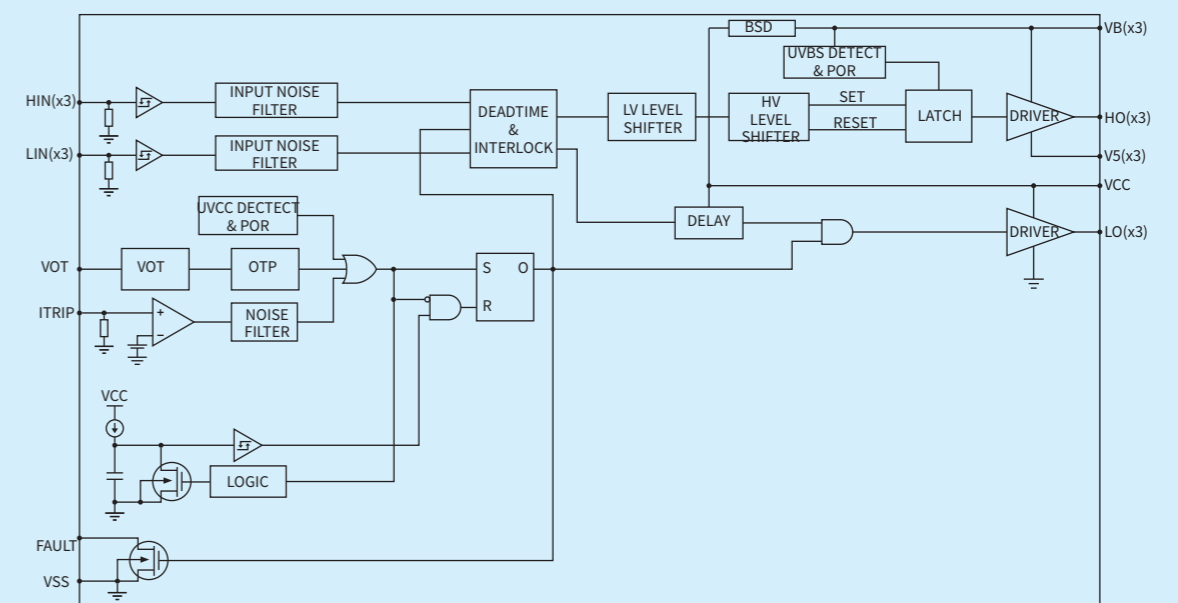 BSD
VB(x3)
UVBS DETECT
& POR
HIN(x3)
INPUT NOISE
FILTER
DEADTIME
&
INTERLOCK
LV LEVEL
SHIFTER
HV
LEVEL
SHIFTER
SET
RESET
LATCH
DRIVER
HO(x3)
LIN(x3)
INPUT NOISE
FILTER
V5(x3)
VCC
UVCC DECTECT
& POR
DELAY
DRIVER
LO(x3)
VOT
VOT
OTP
S
O
R
ITRIP
+
−
NOISE
FILTER
VCC
LOGIC
FAULT
VSS